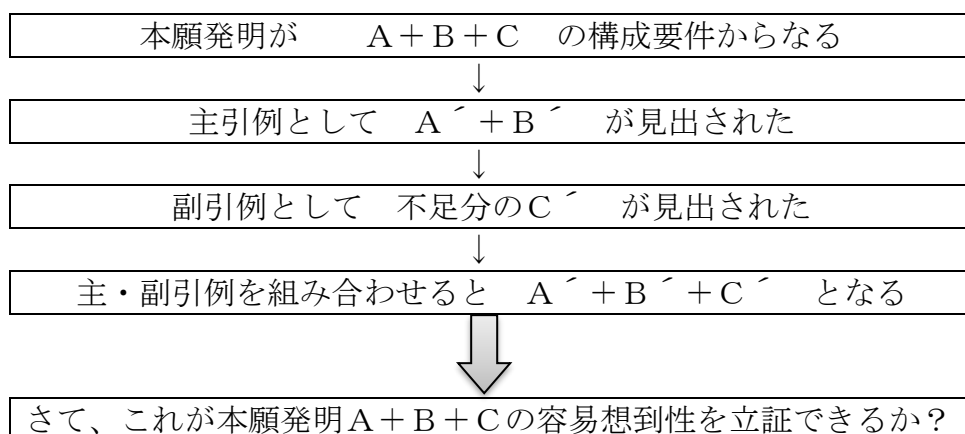 本願発明が　　A＋B＋C　の構成要件からなる
↓
主引例として　A´＋B´　が見出された
↓
副引例として　不足分のC´　が見出された
↓
主・副引例を組み合わせると　A´＋B´＋C´　となる
さて、これが本願発明A＋B＋Cの容易想到性を立証できるか？